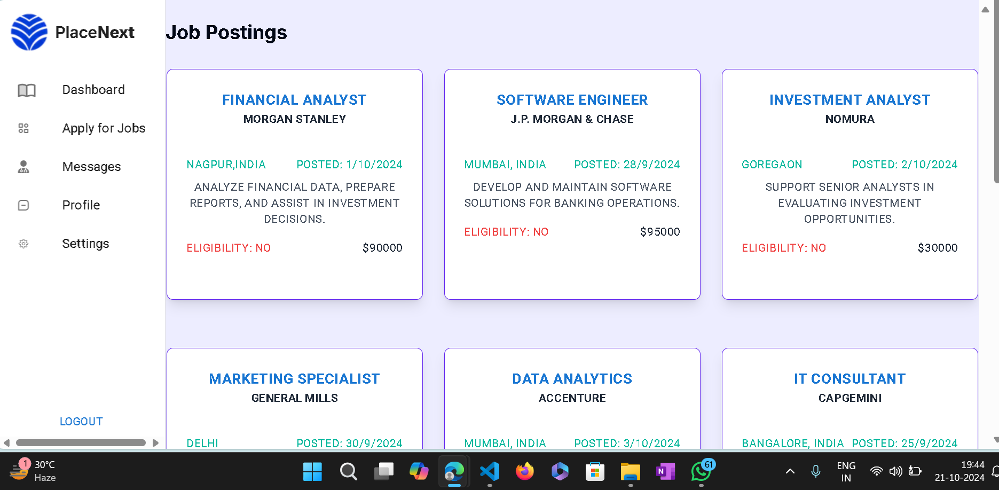 PlaceNext
Dashboard
Apply for Jobs
Messages
Profile
Settings
LOGOUT
Job Postings
FINANCIAL ANALYST
MORGAN STANLEY
NAGPUR,INDIA POSTED: 1/10/2024
ANALYZE FINANCIAL DATA, PREPARE
REPORTS, AND ASSIST IN INVESTMENT
DECISIONS.
ELIGIBILITY: NO $90000
SOFTWARE ENGINEER
J.P. MORGAN & CHASE
MUMBAI, INDIA POSTED: 28/9/2024
DEVELOP AND MAINTAIN SOFTWARE
SOLUTIONS FOR BANKING OPERATIONS.
ELIGIBILITY: NO $95000
INVESTMENT ANALYST
NOMURA
GOREGAON POSTED: 2/10/2024
SUPPORT SENIOR ANALYSTS IN
EVALUATING INVESTMENT
OPPORTUNITIES.
ELIGIBILITY: NO $30000
MARKETING SPECIALIST
GENERAL MILLS
DELHI POSTED: 30/9/2024
DATA ANALYTICS
ACCENTURE
MUMBAI, INDIA POSTED: 3/10/2024
IT CONSULTANT
CAPGEMINI
BANGALORE, INDIA POSTED: 25/9/2024
1
30°C
Haze
N
61
ENG
IN
19:44
21-10-2024